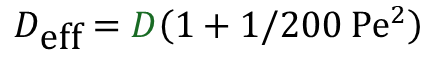 D_eff = D(1 + 1/200 Pe²)